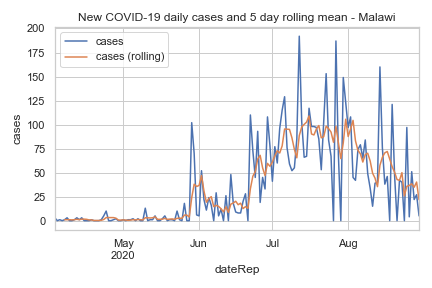 New COVID-19 daily cases and 5 day rolling mean - Malawi
cases
cases (rolling)
200
175
150
125
100
75
50
25
0
cases
May
2020
Jun
Jul
Aug
dateRep